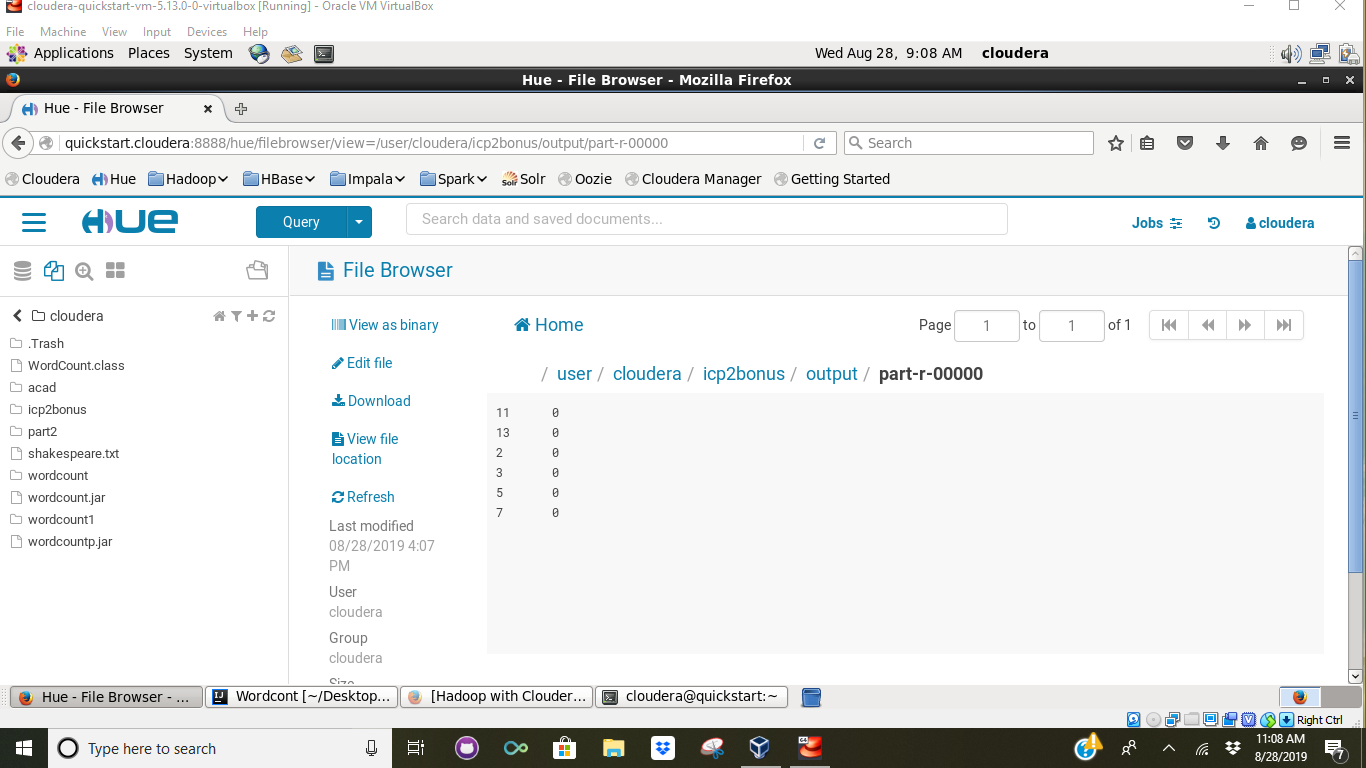 cloudera-quickstart-vm-5.13.0-0-virtualbox [Running] - Oracle VM VirtualBox
File Machine View Input Devices Help
Applications Places System Wed Aug 28, 9:08 AM cloudera
Hue - File Browser - Mozilla Firefox
Hue - File Browser
quickstart.cloudera:8888/hue/filebrowser/view=/user/cloudera/icp2bonus/output/part-r-00000 Search
Cloudera Hue Hadoop HBase Impala Spark Solr Oozie Cloudera Manager Getting Started
HUE Query Search data and saved documents... Jobs cloudera
File Browser
cloudera
.Trash
WordCount.class
acad
icp2bonus
part2
shakespeare.txt
wordcount
wordcount.jar
wordcount1
wordcountp.jar
View as binary
Edit file
Download
View file
location
Refresh
Last modified
08/28/2019 4:07
PM
User
cloudera
Group
cloudera
Size
Home Page 1 to 1 of 1
/ user / cloudera / icp2bonus / output / part-r-00000
11 0
13 0
2 0
3 0
5 0
7 0
Hue - File Browser - ... Wordcont [~/Desktop... [Hadoop with Clouder... cloudera@quickstart:~
Right Ctrl
Type here to search 11:08 AM
8/28/2019 7